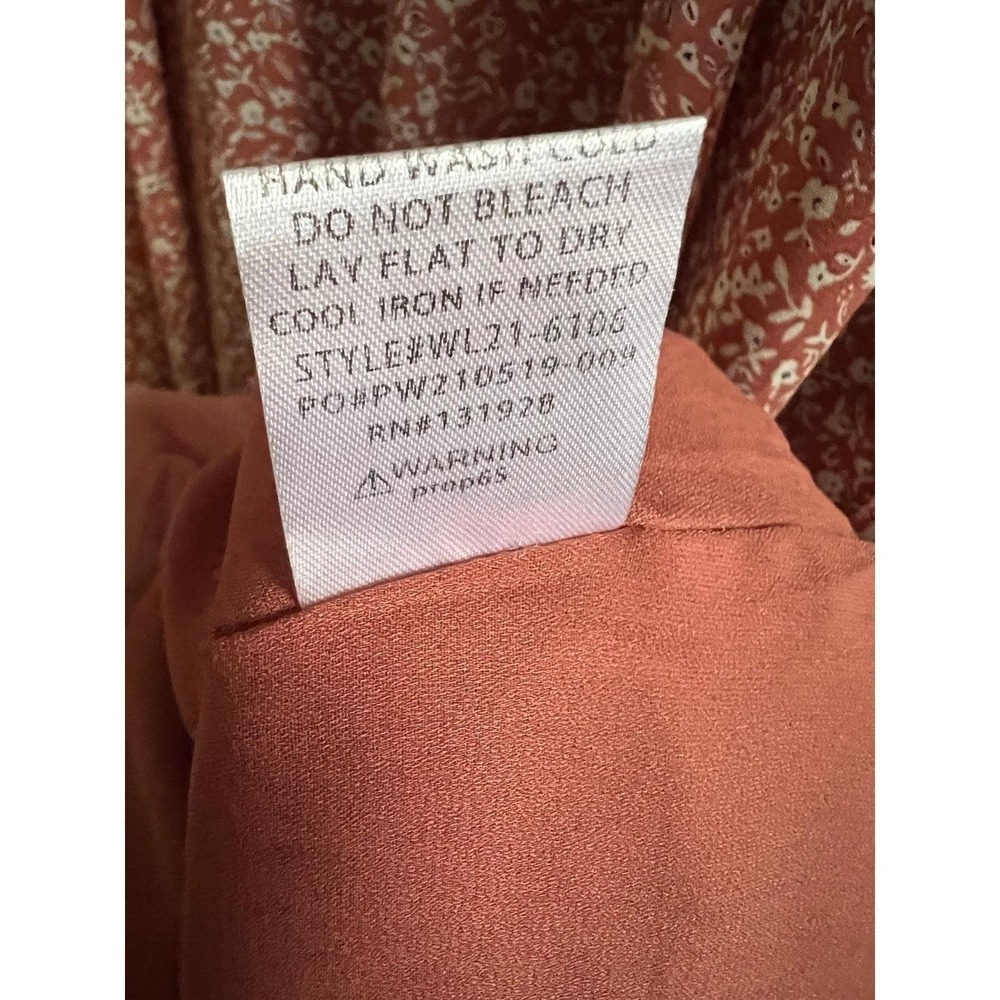 HAND WASH COLD
DO NOT BLEACH
LAY FLAT TO DRY
COOL IRON IF NEEDED
STYLE#WL21-6106
PO#PW210519-009
RN#131928
⚠WARNING
prop65